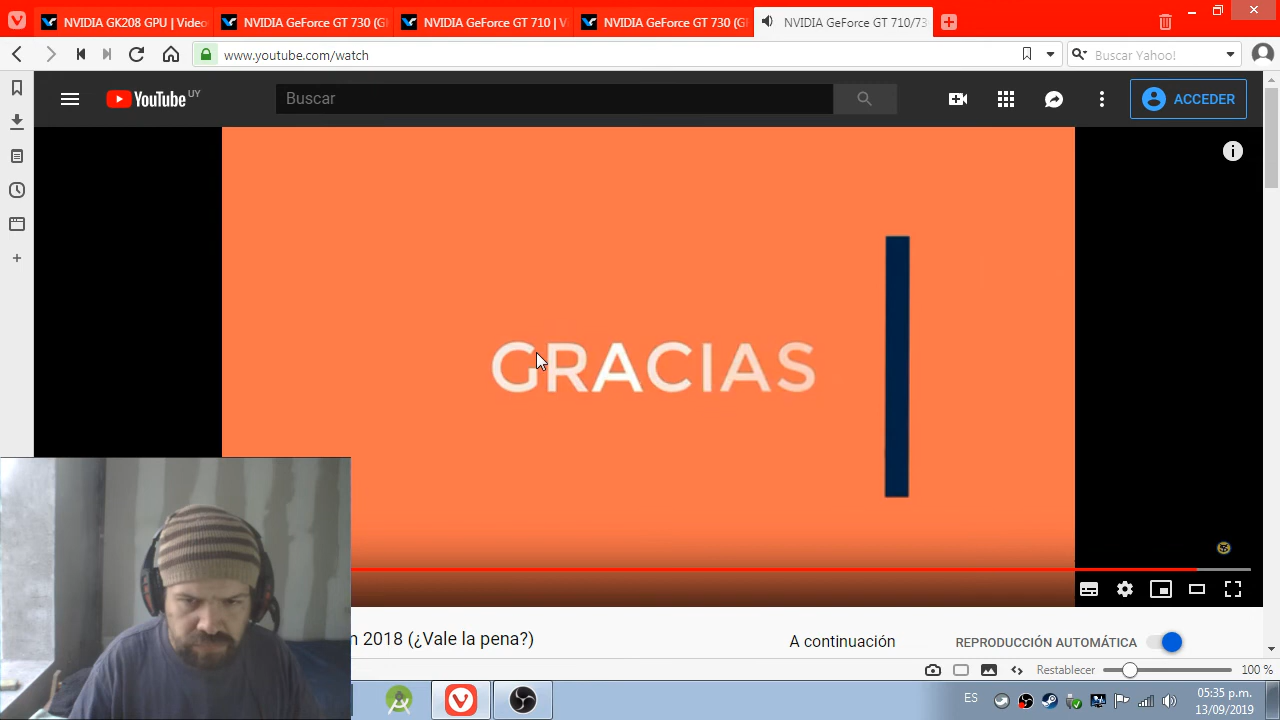 NVIDIA GK208 GPU | Video
NVIDIA GeForce GT 730 (Gl
NVIDIA GeForce GT 710 | V
NVIDIA GeForce GT 730 (Gl
NVIDIA GeForce GT 710/73
www.youtube.com/watch
Buscar Yahoo!
YouTube UY
Buscar
ACCEDER
GRACIAS
n 2018 (¿Vale la pena?)
A continuación
REPRODUCCIÓN AUTOMÁTICA
Restablecer
100 %
ES
05:35 p.m.
13/09/2019